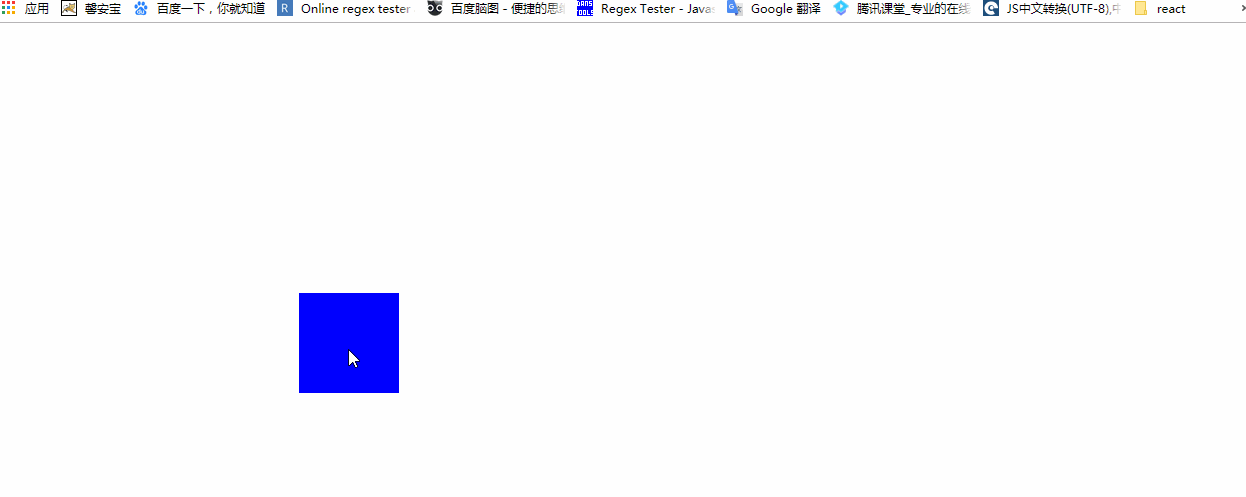 应用 馨安宝 百度一下，你就知道 R Online regex tester 百度脑图 - 便捷的思 Regex Tester - Javas Google 翻译 腾讯课堂_专业的在线 JS中文转换(UTF-8), react